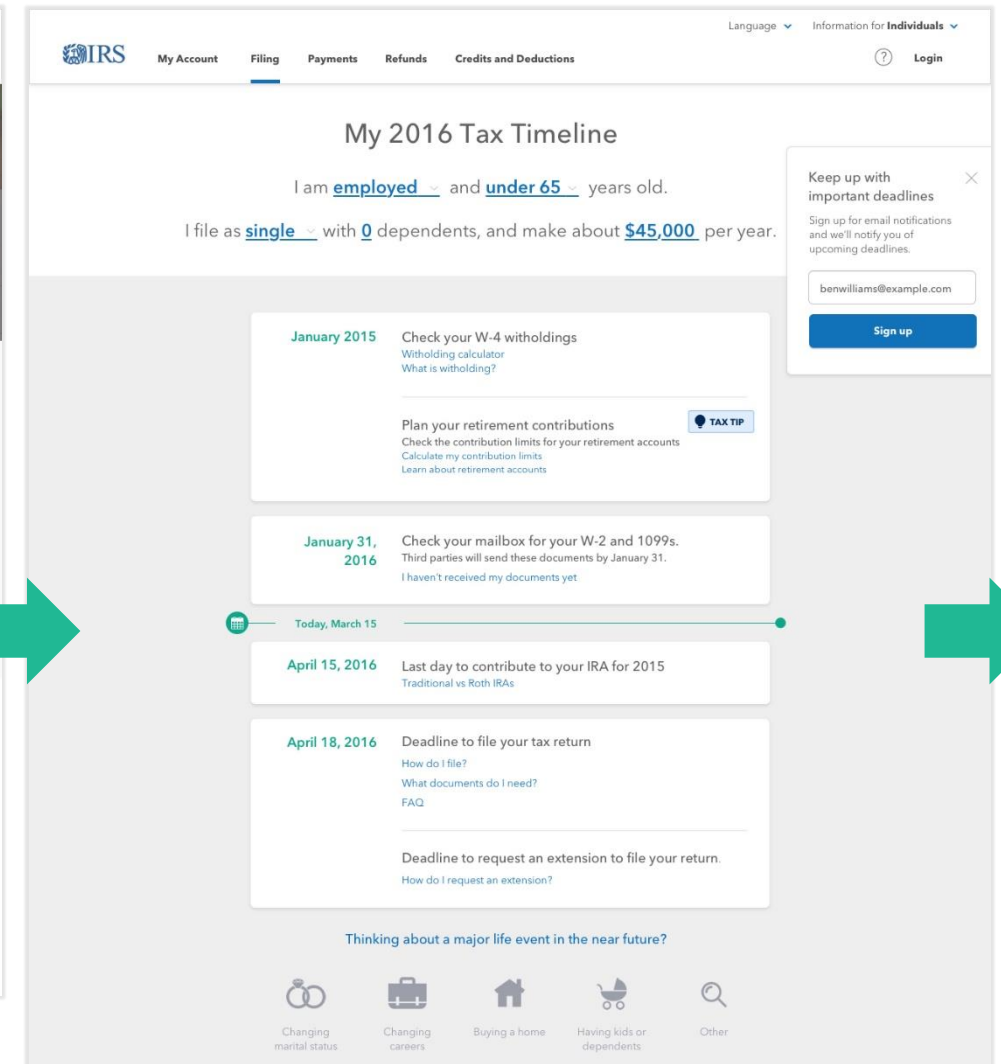 Language Information for Individuals
IRS My Account Filing Payments Refunds Credits and Deductions ? Login
My 2016 Tax Timeline
I am employed and under 65 years old.
I file as single with 0 dependents, and make about $45,000 per year.
Keep up with
important deadlines
Sign up for email notifications
and we'll notify you of
upcoming deadlines.
benwilliams@example.com
Sign up
January 2015
Check your W-4 witholdings
Witholding calculator
What is witholding?
Plan your retirement contributions
TAX TIP
Check the contribution limits for your retirement accounts
Calculate my contribution limits
Learn about retirement accounts
January 31,
2016
Check your mailbox for your W-2 and 1099s.
Third parties will send these documents by January 31.
I haven't received my documents yet
Today, March 15
April 15, 2016
Last day to contribute to your IRA for 2015
Traditional vs Roth IRAs
April 18, 2016
Deadline to file your tax return
How do I file?
What documents do I need?
FAQ
Deadline to request an extension to file your return.
How do I request an extension?
Thinking about a major life event in the near future?
Changing
marital status
Changing
careers
Buying a home
Having kids or
dependents
Other